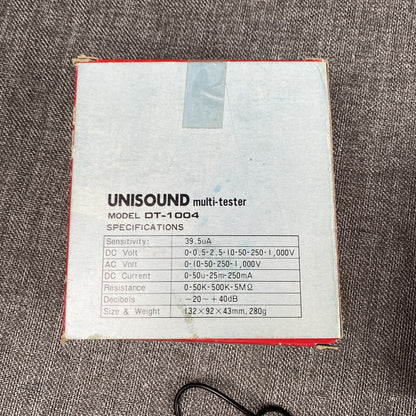 UNISOUND multi-tester
MODEL DT-1004
SPECIFICATIONS
Sensitivity: 39.5uA
DC Volt 0-0.5-2.5-10-50-250-1,000V
AC Volt 0-10-50-250-1,000V
DC Current 0-50u-25m-250mA
Resistance 0-50K-500K-5MΩ
Decibels -20~+40dB
Size & Weight 132×92×43mm, 280g